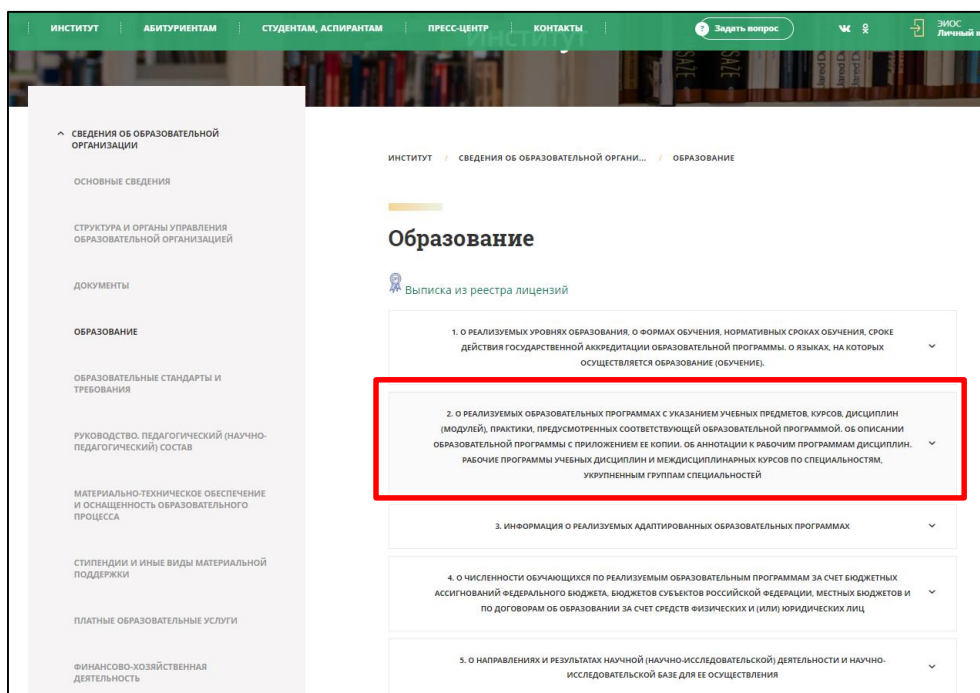 ИНСТИТУТ
АБИТУРИЕНТАМ
СТУДЕНТАМ, АСПИРАНТАМ
ПРЕСС-ЦЕНТР
КОНТАКТЫ
? Задать вопрос
ЭИОС
Личный к
ИНСТИТУТ
СВЕДЕНИЯ ОБ ОБРАЗОВАТЕЛЬНОЙ
ОРГАНИЗАЦИИ
ОСНОВНЫЕ СВЕДЕНИЯ
СТРУКТУРА И ОРГАНЫ УПРАВЛЕНИЯ
ОБРАЗОВАТЕЛЬНОЙ ОРГАНИЗАЦИЕЙ
ДОКУМЕНТЫ
ОБРАЗОВАНИЕ
ОБРАЗОВАТЕЛЬНЫЕ СТАНДАРТЫ И
ТРЕБОВАНИЯ
РУКОВОДСТВО. ПЕДАГОГИЧЕСКИЙ (НАУЧНО-
ПЕДАГОГИЧЕСКИЙ) СОСТАВ
МАТЕРИАЛЬНО-ТЕХНИЧЕСКОЕ ОБЕСПЕЧЕНИЕ
И ОСНАЩЕННОСТЬ ОБРАЗОВАТЕЛЬНОГО
ПРОЦЕССА
СТИПЕНДИИ И ИНЫЕ ВИДЫ МАТЕРИАЛЬНОЙ
ПОДДЕРЖКИ
ПЛАТНЫЕ ОБРАЗОВАТЕЛЬНЫЕ УСЛУГИ
ФИНАНСОВО-ХОЗЯЙСТВЕННАЯ
ДЕЯТЕЛЬНОСТЬ
ИНСТИТУТ / СВЕДЕНИЯ ОБ ОБРАЗОВАТЕЛЬНОЙ ОРГАНИ... / ОБРАЗОВАНИЕ
Образование
Выписка из реестра лицензий
1. О РЕАЛИЗУЕМЫХ УРОВНЯХ ОБРАЗОВАНИЯ, О ФОРМАХ ОБУЧЕНИЯ, НОРМАТИВНЫХ СРОКАХ ОБУЧЕНИЯ, СРОКЕ
ДЕЙСТВИЯ ГОСУДАРСТВЕННОЙ АККРЕДИТАЦИИ ОБРАЗОВАТЕЛЬНОЙ ПРОГРАММЫ. О ЯЗЫКАХ, НА КОТОРЫХ
ОСУЩЕСТВЛЯЕТСЯ ОБРАЗОВАНИЕ (ОБУЧЕНИЕ).
2. О РЕАЛИЗУЕМЫХ ОБРАЗОВАТЕЛЬНЫХ ПРОГРАММАХ С УКАЗАНИЕМ УЧЕБНЫХ ПРЕДМЕТОВ, КУРСОВ, ДИСЦИПЛИН
(МОДУЛЕЙ), ПРАКТИКИ, ПРЕДУСМОТРЕННЫХ СООТВЕТСТВУЮЩЕЙ ОБРАЗОВАТЕЛЬНОЙ ПРОГРАММОЙ. ОБ ОПИСАНИИ
ОБРАЗОВАТЕЛЬНОЙ ПРОГРАММЫ С ПРИЛОЖЕНИЕМ ЕЕ КОПИИ. ОБ АННОТАЦИИ К РАБОЧИМ ПРОГРАММАМ ДИСЦИПЛИН.
РАБОЧИЕ ПРОГРАММЫ УЧЕБНЫХ ДИСЦИПЛИН И МЕЖДИСЦИПЛИНАРНЫХ КУРСОВ ПО СПЕЦИАЛЬНОСТЯМ,
УКРУПНЕННЫМ ГРУППАМ СПЕЦИАЛЬНОСТЕЙ
3. ИНФОРМАЦИЯ О РЕАЛИЗУЕМЫХ АДАПТИРОВАННЫХ ОБРАЗОВАТЕЛЬНЫХ ПРОГРАММАХ
4. О ЧИСЛЕННОСТИ ОБУЧАЮЩИХСЯ ПО РЕАЛИЗУЕМЫМ ОБРАЗОВАТЕЛЬНЫМ ПРОГРАММАМ ЗА СЧЕТ БЮДЖЕТНЫХ
АССИГНОВАНИЙ ФЕДЕРАЛЬНОГО БЮДЖЕТА, БЮДЖЕТОВ СУБЪЕКТОВ РОССИЙСКОЙ ФЕДЕРАЦИИ, МЕСТНЫХ БЮДЖЕТОВ И
ПО ДОГОВОРАМ ОБ ОБРАЗОВАНИИ ЗА СЧЕТ СРЕДСТВ ФИЗИЧЕСКИХ И (ИЛИ) ЮРИДИЧЕСКИХ ЛИЦ
5. О НАПРАВЛЕНИЯХ И РЕЗУЛЬТАТАХ НАУЧНОЙ (НАУЧНО-ИССЛЕДОВАТЕЛЬСКОЙ) ДЕЯТЕЛЬНОСТИ И НАУЧНО-
ИССЛЕДОВАТЕЛЬСКОЙ БАЗЕ ДЛЯ ЕЕ ОСУЩЕСТВЛЕНИЯ